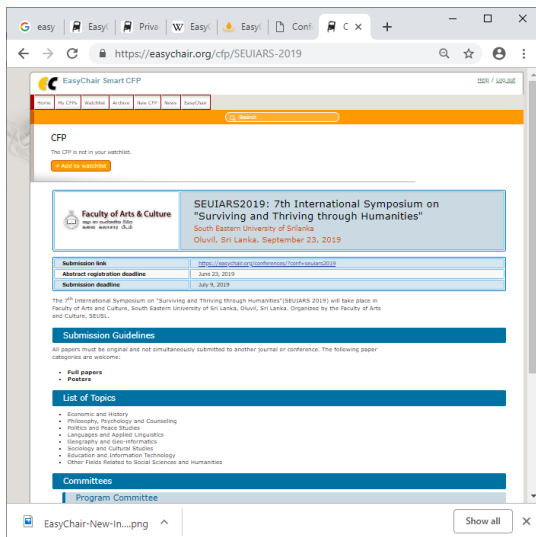 easy
EasyC
Priva
EasyC
EasyC
Conf
C
https://easychair.org/cfp/SEUIARS-2019
EasyChair Smart CFP
Help / Log out
Home
My CFPs
Watchlist
Archive
New CFP
News
EasyChair
Search
CFP
The CFP is not in your watchlist.
+ Add to watchlist
Faculty of Arts & Culture
SEUIARS2019: 7th International Symposium on
"Surviving and Thriving through Humanities"
South Eastern University of Srilanka
Oluvil, Sri Lanka, September 23, 2019
Submission link https://easychair.org/conferences/?conf=seuiars2019
Abstract registration deadline June 23, 2019
Submission deadline July 9, 2019
The 7th International Symposium on "Surviving and Thriving through Humanities"(SEUIARS 2019) will take place in
Faculty of Arts and Culture, South Eastern University of Sri Lanka, Oluvil, Sri Lanka. Organized by the Faculty of Arts
and Culture, SEUSL.
Submission Guidelines
All papers must be original and not simultaneously submitted to another journal or conference. The following paper
categories are welcome:
Full papers
Posters
List of Topics
Economic and History
Philosophy, Psychology and Counseling
Politics and Peace Studies
Languages and Applied Linguistics
Geography and Geo-informatics
Sociology and Cultural Studies
Education and Information Technology
Other Fields Related to Social Sciences and Humanities
Committees
Program Committee
EasyChair-New-In....png
Show all